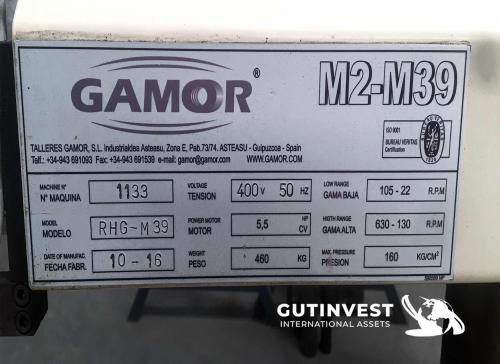 GAMOR®
M2-M39
TALLERES GAMOR, S.L. Industrialdea Asteasu, Zona E, Pab.73/74. ASTEASU - Guipuzcoa - Spain
Telf.: +34-943 691093 Fax: +34-943 691539 e-mail: gamor@gamor.com WWW.GAMOR.COM
ISO 9001
BUREAU VERITAS
Certification
MACHINE Nº
Nº MAQUINA
1133
VOLTAGE
TENSION
400 V 50 HZ
LOW RANGE
GAMA BAJA
105 - 22 R.P.M
MODEL
MODELO
RHG-M39
POWER MOTOR
MOTOR
5,5
HP
CV
HIGTH RANGE
GAMA ALTA
630 - 130 R.P.M
DATE OF MANUFAC.
FECHA FABR.
10-16
WEIGHT
PESO
460 KG
MAX. PRESSURE
PRESION
160 KG/CM²
GUTINVEST
INTERNATIONAL ASSETS